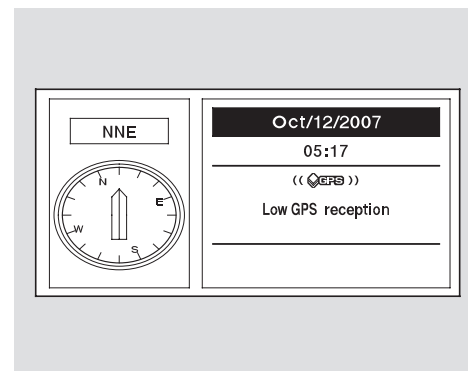 NNE
N
E
W
S
Oct/12/2007
05:17
(( GPS ))
Low GPS reception